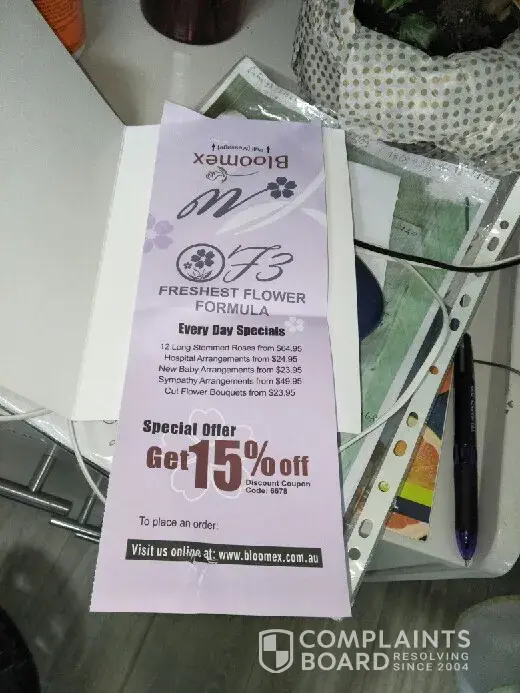 Bloomex
F3
FRESHEST FLOWER
FORMULA
Every Day Specials
12 Long Stemmed Roses from $64.95
Hospital Arrangements from $24.95
New Baby Arrangements from $23.95
Sympathy Arrangements from $49.95
Cut Flower Bouquets from $23.95
Special Offer
Get 15% off
Discount Coupon
Code: 6678
To place an order:
Visit us online at: www.bloomex.com.au
COMPLAINTS
BOARD RESOLVING
SINCE 2004